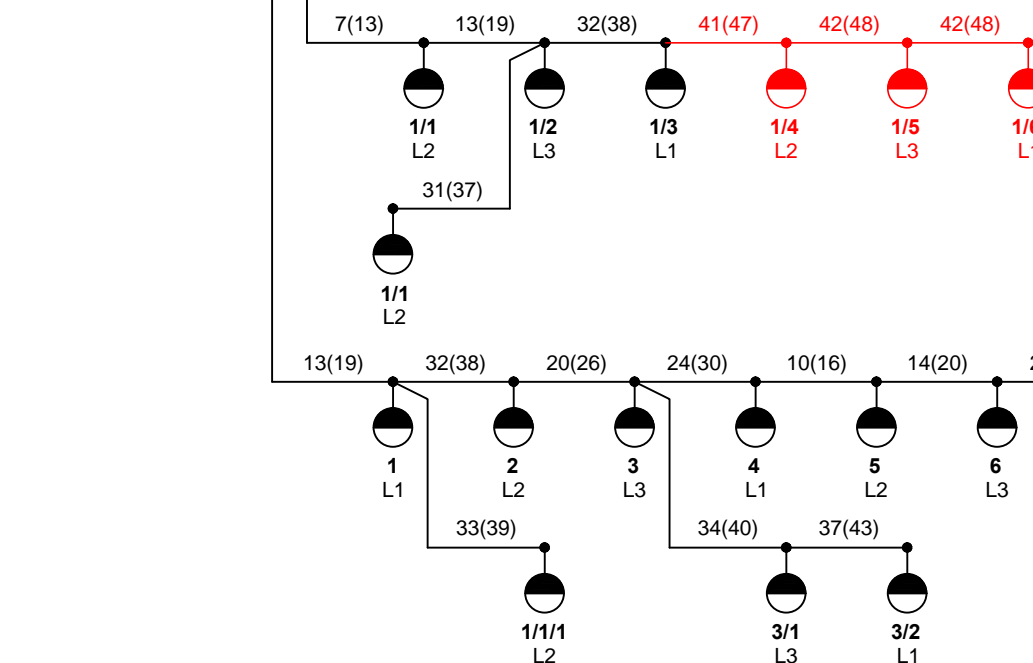 7(13) 13(19) 32(38) 41(47) 42(48) 42(48)
1/1 1/2 1/3 1/4 1/5
L2 L3 L1 L2 L3
31(37)
1/1
L2
13(19) 32(38) 20(26) 24(30) 10(16) 14(20)
1 2 3 4 5 6
L1 L2 L3 L1 L2 L3
33(39) 34(40) 37(43)
1/1/1 3/1 3/2
L2 L3 L1